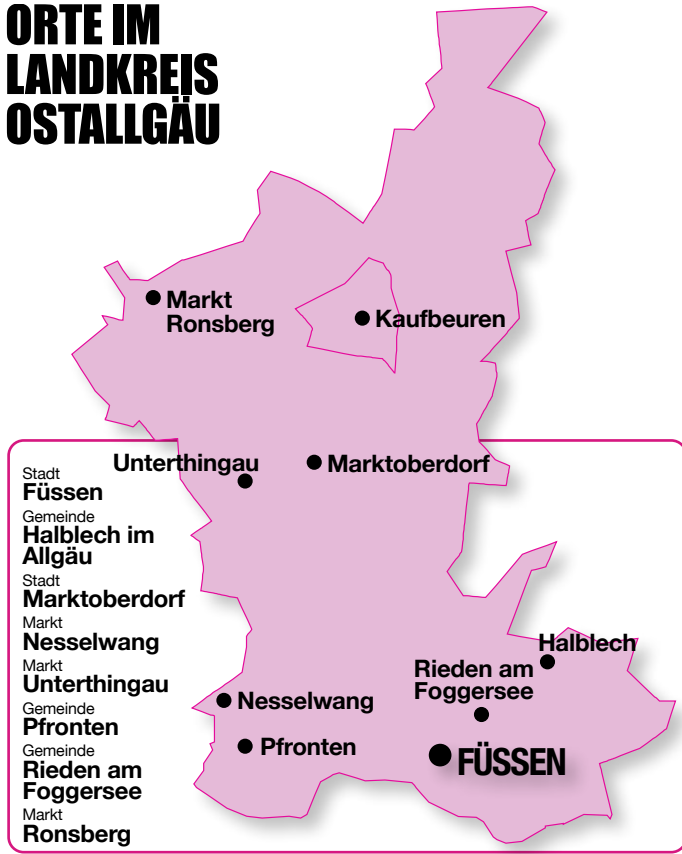 ORTE IM
LANDKREIS
OSTALLGÄU
Markt
Ronsberg
Kaufbeuren
Unterthingau
Marktoberdorf
Halblech
Rieden am
Foggersee
Nesselwang
Pfronten
FÜSSEN
Stadt
Füssen
Gemeinde
Halblech im
Allgäu
Stadt
Marktoberdorf
Markt
Nesselwang
Markt
Unterthingau
Gemeinde
Pfronten
Gemeinde
Rieden am
Foggersee
Markt
Ronsberg